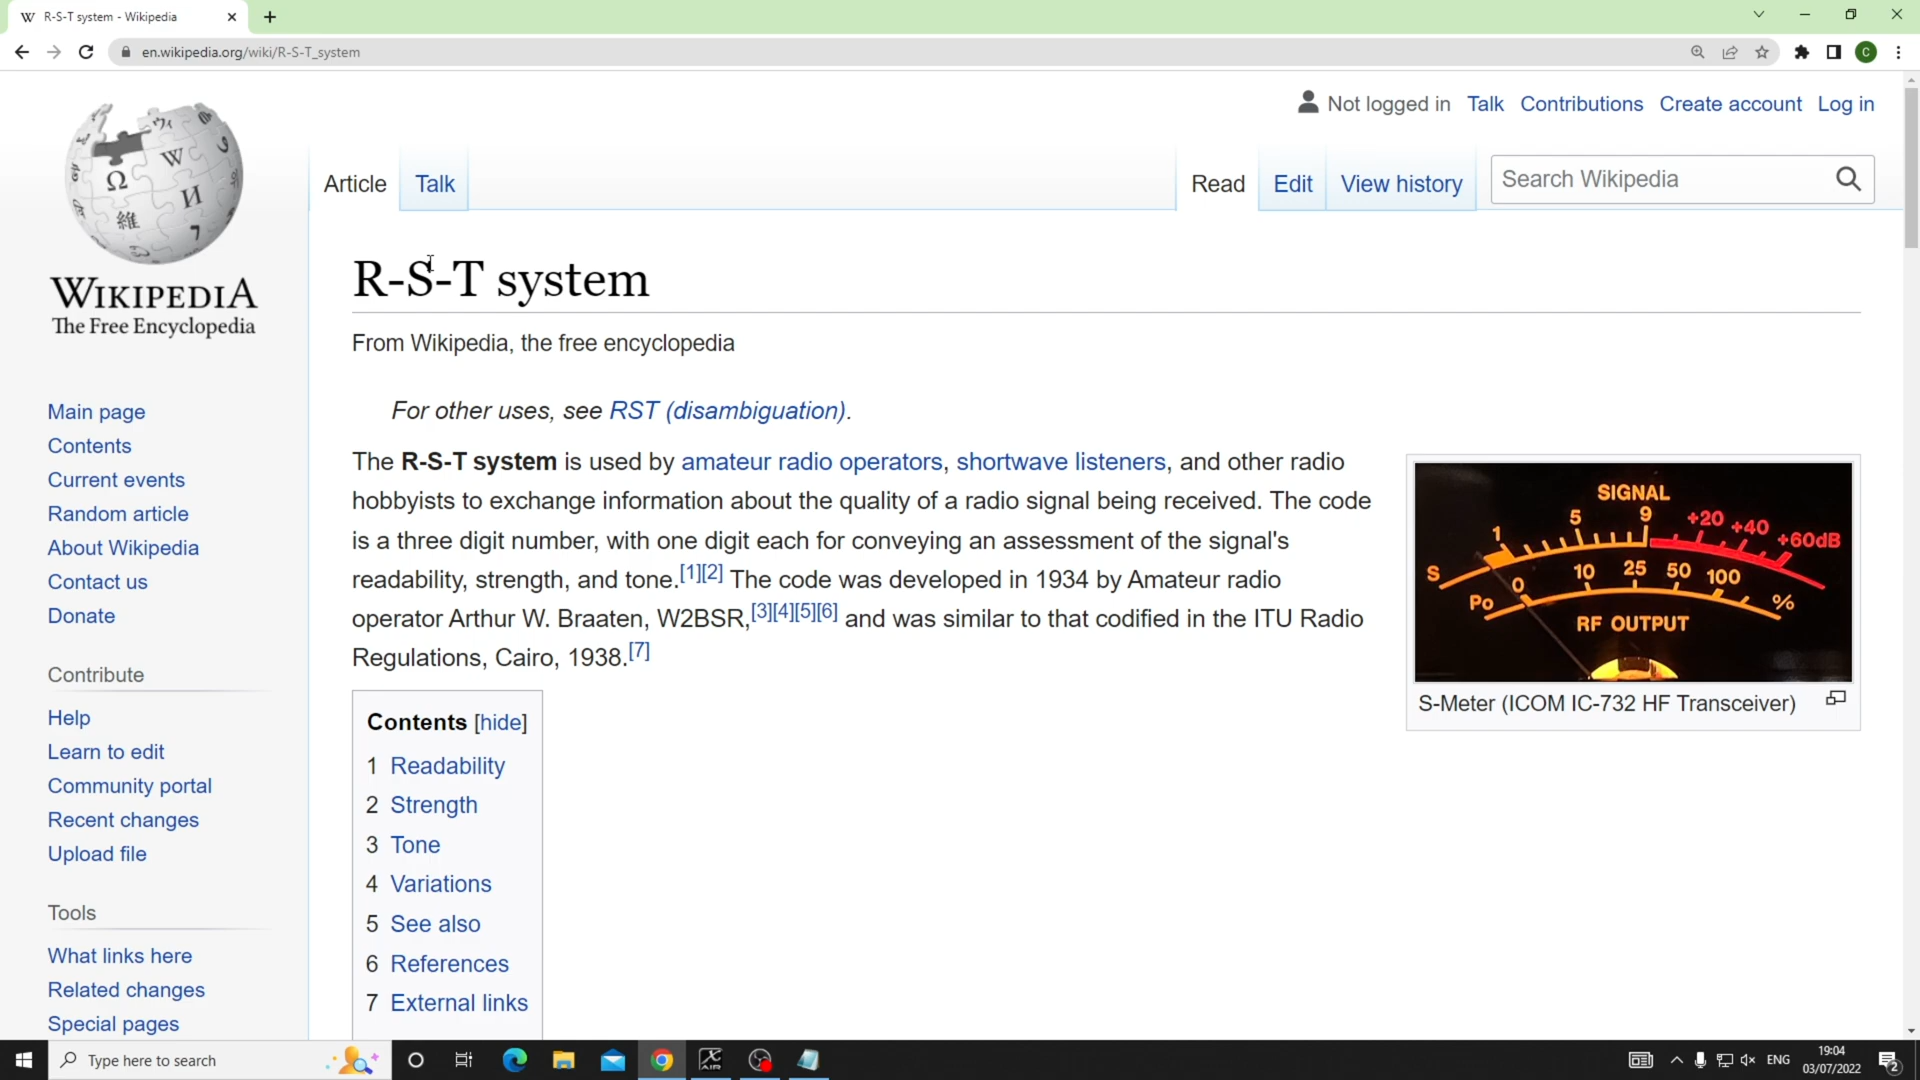 R-S-T system - Wikipedia
en.wikipedia.org/wiki/R-S-T_system
C
Not logged in Talk Contributions Create account Log in
Article Talk Read Edit View history Search Wikipedia
WIKIPEDIA
The Free Encyclopedia
R-S-T system
From Wikipedia, the free encyclopedia
For other uses, see RST (disambiguation).
The R-S-T system is used by amateur radio operators, shortwave listeners, and other radio
hobbyists to exchange information about the quality of a radio signal being received. The code
is a three digit number, with one digit each for conveying an assessment of the signal's
readability, strength, and tone.[1][2] The code was developed in 1934 by Amateur radio
operator Arthur W. Braaten, W2BSR,[3][4][5][6] and was similar to that codified in the ITU Radio
Regulations, Cairo, 1938.[7]
SIGNAL
S 1 5 9 +20 +40 +60dB
Po 0 10 25 50 100 %
RF OUTPUT
S-Meter (ICOM IC-732 HF Transceiver)
Contents [hide]
1 Readability
2 Strength
3 Tone
4 Variations
5 See also
6 References
7 External links
Main page
Contents
Current events
Random article
About Wikipedia
Contact us
Donate
Contribute
Help
Learn to edit
Community portal
Recent changes
Upload file
Tools
What links here
Related changes
Special pages
Type here to search
X AIR
ENG
19:04
03/07/2022
2